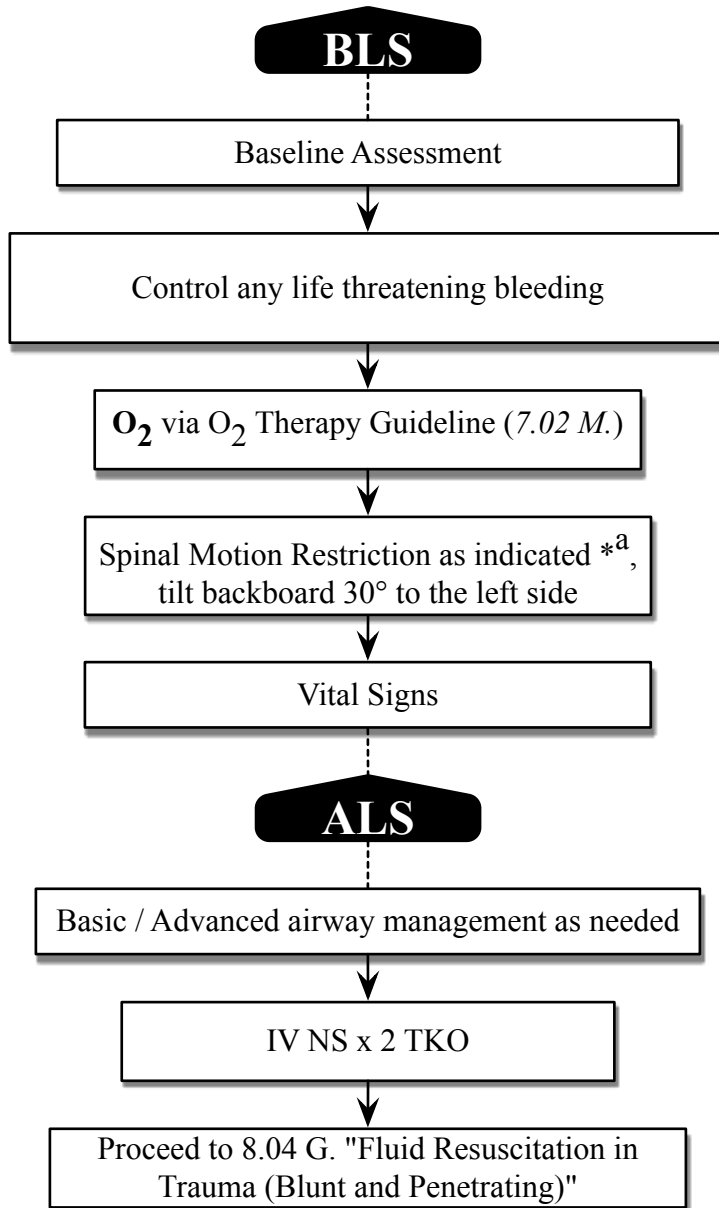 BLS
Baseline Assessment
Control any life threatening bleeding
O2 via O2 Therapy Guideline (7.02 M.)
Spinal Motion Restriction as indicated *a,
tilt backboard 30° to the left side
Vital Signs
ALS
Basic / Advanced airway management as needed
IV NS x 2 TKO
Proceed to 8.04 G. "Fluid Resuscitation in
Trauma (Blunt and Penetrating)"